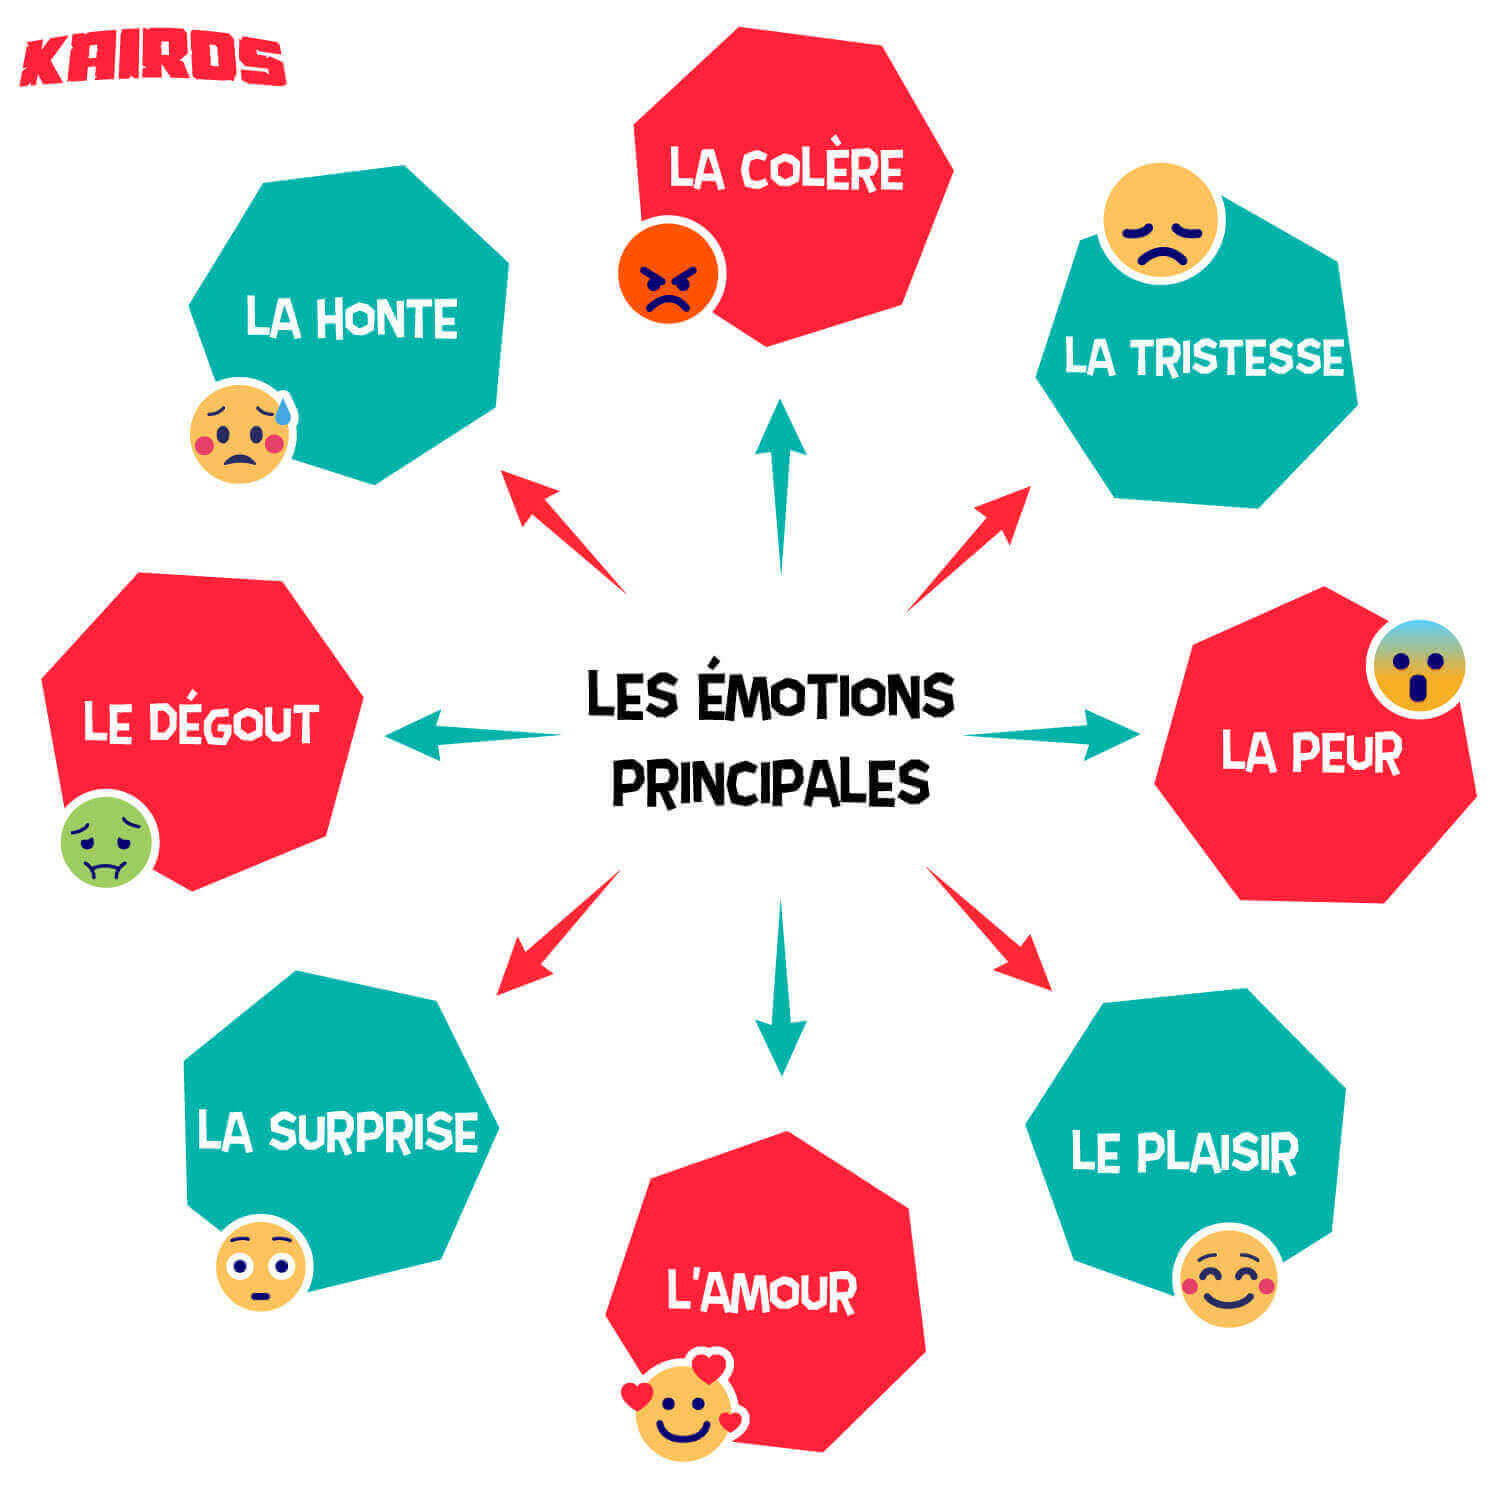 KAIROS
LA COLÈRE
LA HONTE
LA TRISTESSE
LE DÉGOUT
LES ÉMOTIONS
PRINCIPALES
LA PEUR
LA SURPRISE
LE PLAISIR
L'AMOUR